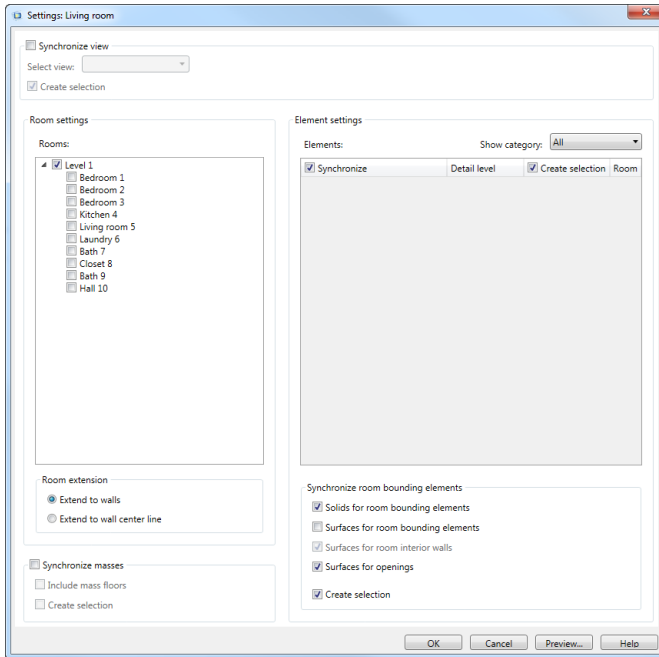 Settings: Living room
Synchronize view
Select view:
Create selection
Room settings
Rooms:
Level 1
Bedroom 1
Bedroom 2
Bedroom 3
Kitchen 4
Living room 5
Laundry 6
Bath 7
Closet 8
Bath 9
Hall 10
Room extension
Extend to walls
Extend to wall center line
Synchronize masses
Include mass floors
Create selection
Element settings
Elements: Show category: All
Synchronize Detail level Create selection Room
Synchronize room bounding elements
Solids for room bounding elements
Surfaces for room bounding elements
Surfaces for room interior walls
Surfaces for openings
Create selection
OK Cancel Preview... Help